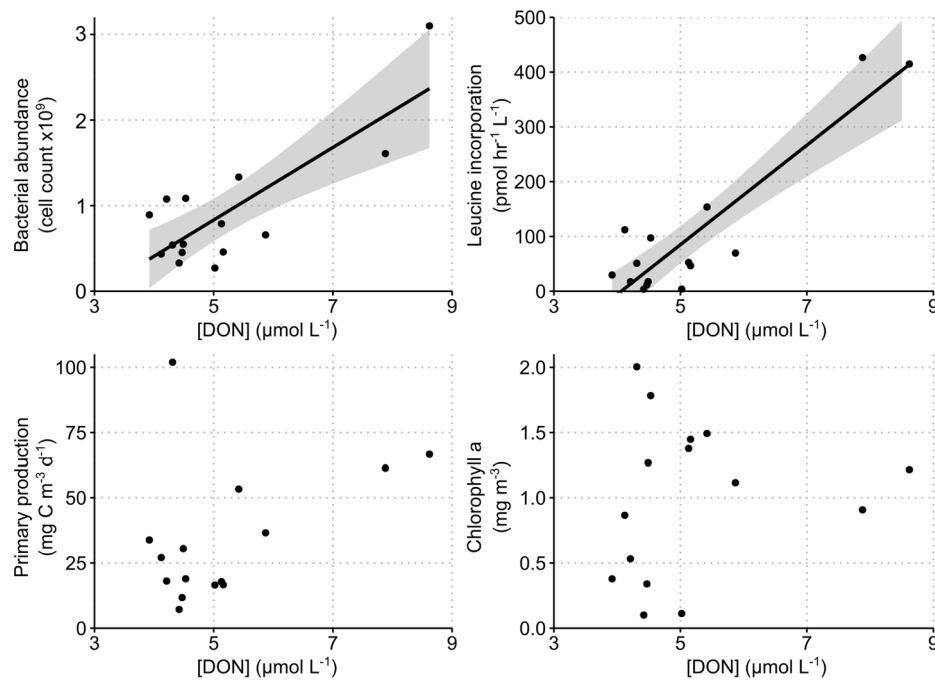 Bacterial abundance
(cell count x10⁹)
3
2
1
0
3 5 7 9
[DON] (µmol L⁻¹)
Leucine incorporation
(pmol hr⁻¹ L⁻¹)
500
400
300
200
100
0
3 5 7 9
[DON] (µmol L⁻¹)
Primary production
(mg C m⁻³ d⁻¹)
100
75
50
25
0
3 5 7 9
[DON] (µmol L⁻¹)
Chlorophyll a
(mg m⁻³)
2.0
1.5
1.0
0.5
0.0
3 5 7 9
[DON] (µmol L⁻¹)